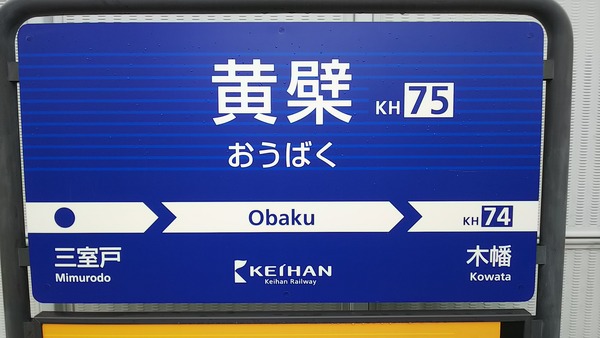 黄檗 KH 75
おうばく
Obaku KH 74
三室戸 木幡
Mimurodo KEIHAN Kowata
Keihan Railway